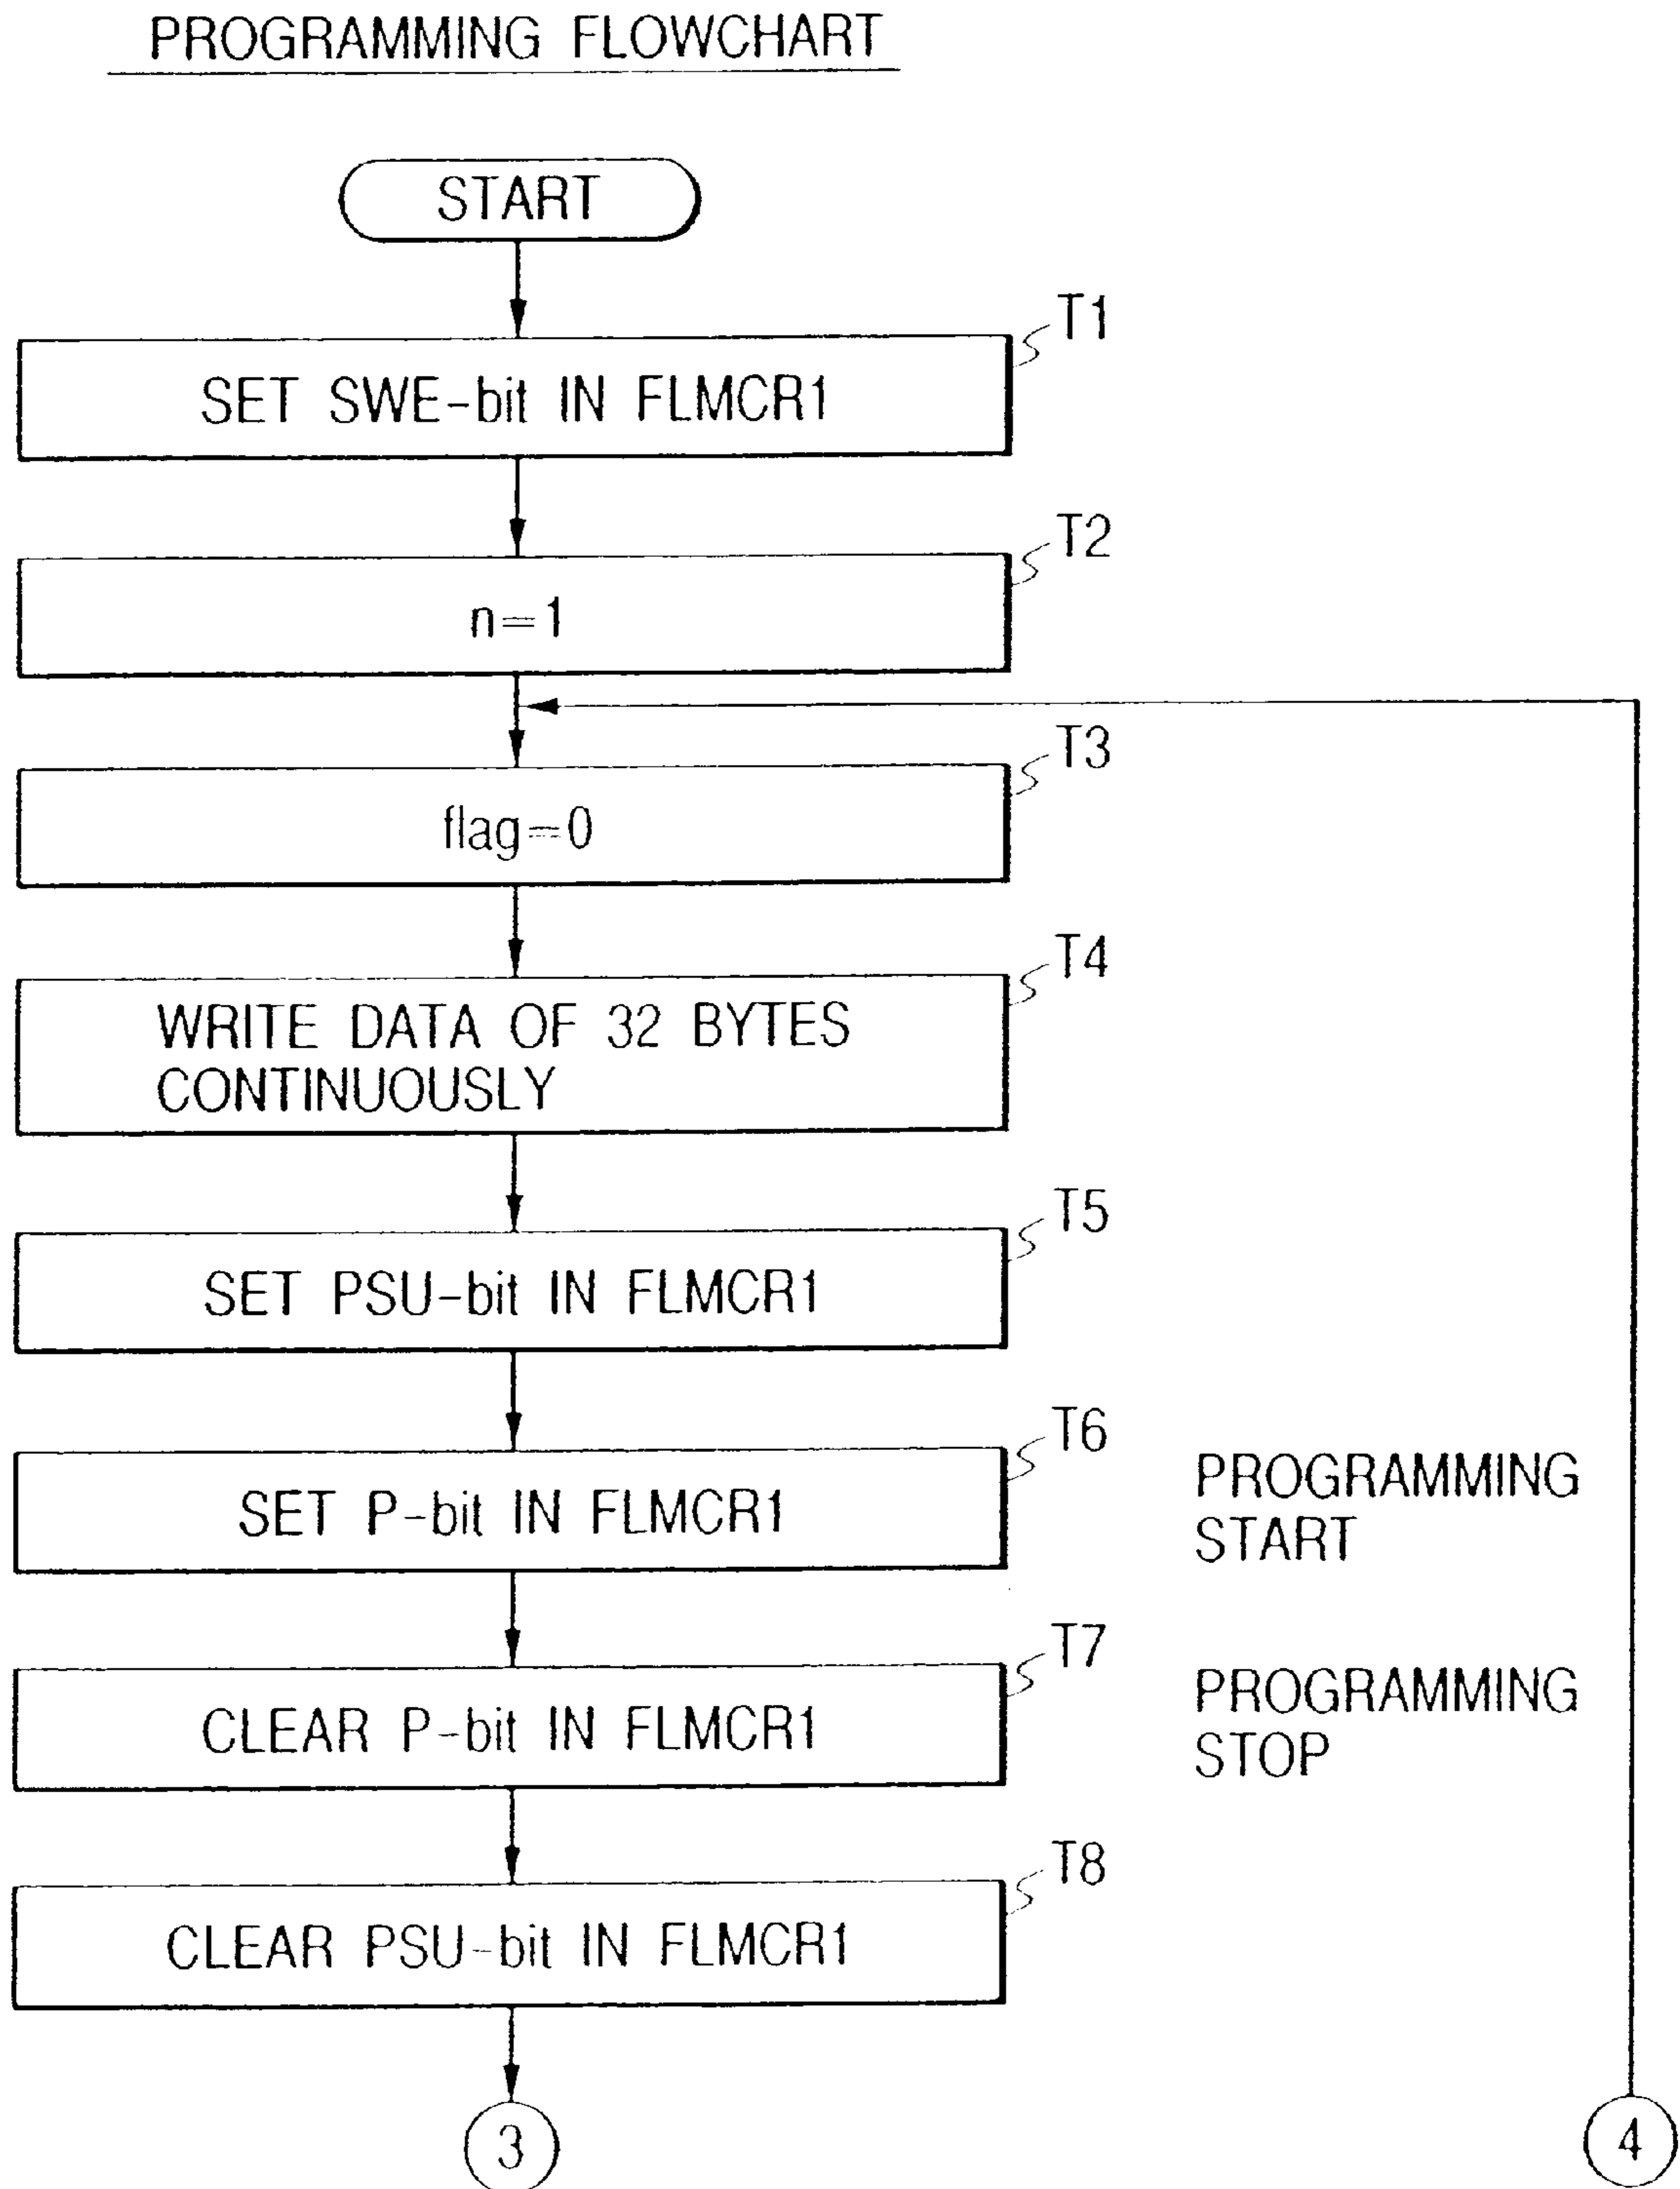 PROGRAMMING FLOWCHART
START
T1
SET SWE-bit IN FLMCR1
T2
n=1
T3
flag=0
T4
WRITE DATA OF 32 BYTES
CONTINUOUSLY
T5
SET PSU-bit IN FLMCR1
T6
SET P-bit IN FLMCR1
PROGRAMMING
START
T7
CLEAR P-bit IN FLMCR1
PROGRAMMING
STOP
T8
CLEAR PSU-bit IN FLMCR1
3
4